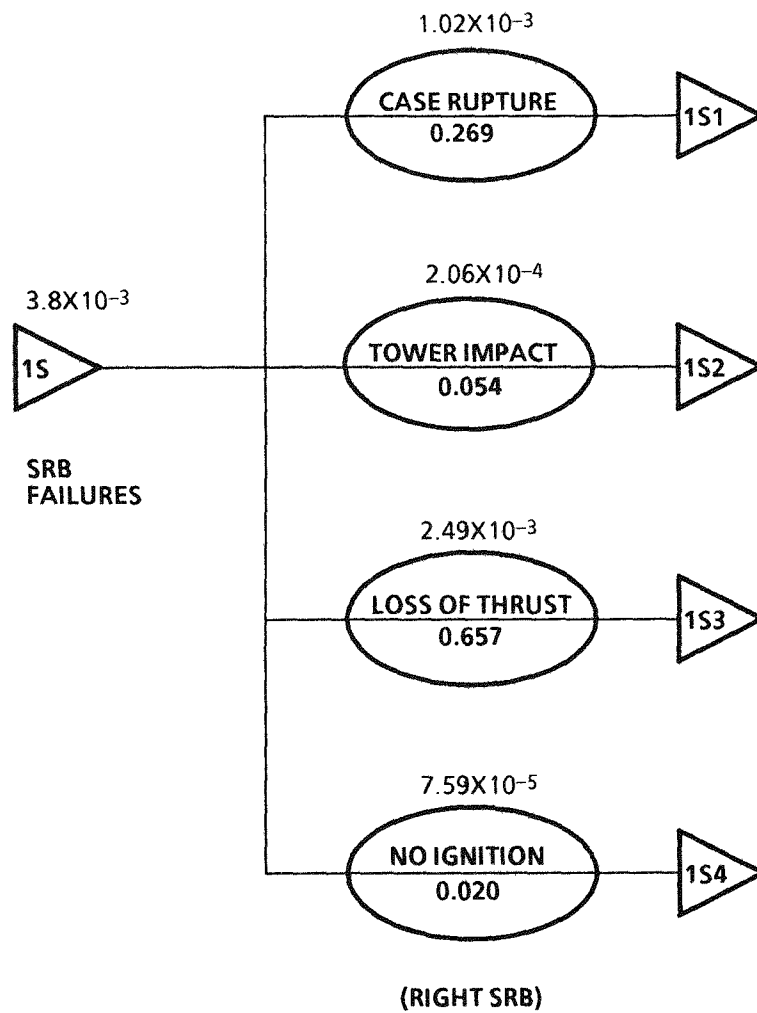 1.02X10⁻³
CASE RUPTURE
0.269
1S1
2.06X10⁻⁴
3.8X10⁻³
1S
TOWER IMPACT
0.054
1S2
SRB
FAILURES
2.49X10⁻³
LOSS OF THRUST
0.657
1S3
7.59X10⁻⁵
NO IGNITION
0.020
1S4
(RIGHT SRB)